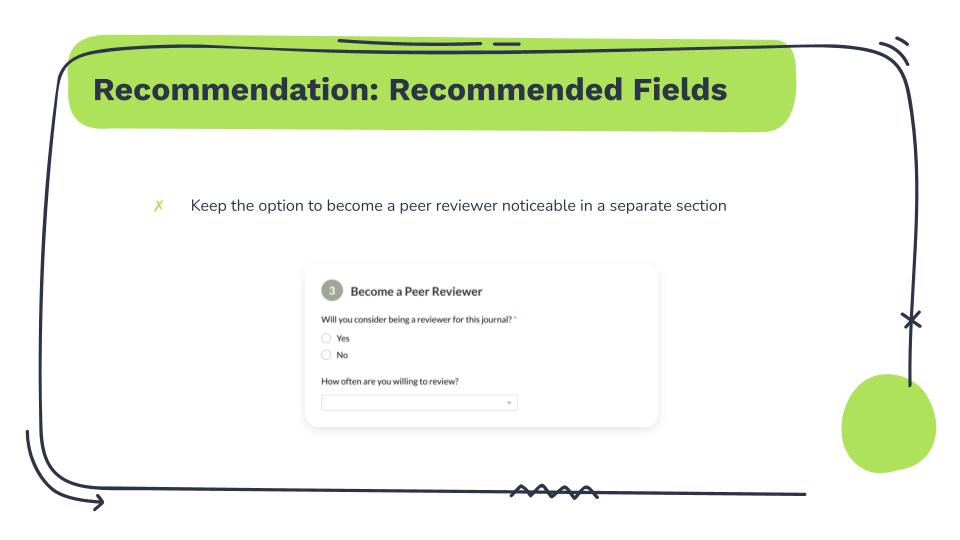 Recommendation: Recommended Fields
✗ Keep the option to become a peer reviewer noticeable in a separate section
3 Become a Peer Reviewer
Will you consider being a reviewer for this journal? *
Yes
No
How often are you willing to review?